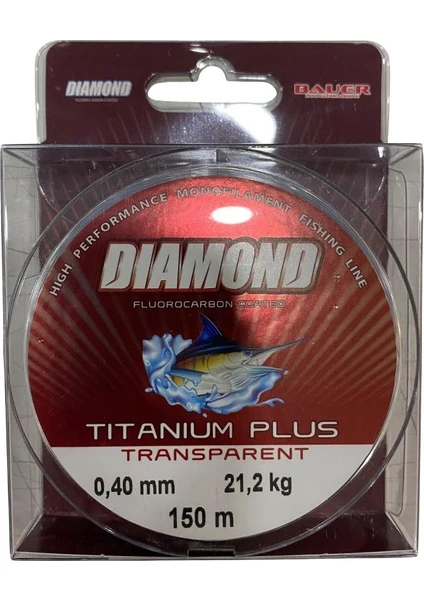 DIAMOND
BAUER
HIGH PERFORMANCE MONOFILAMENT FISHING LINE
DIAMOND
FLUOROCARBON COATED
TITANIUM PLUS
TRANSPARENT
0,40 mm 21,2 kg
150 m